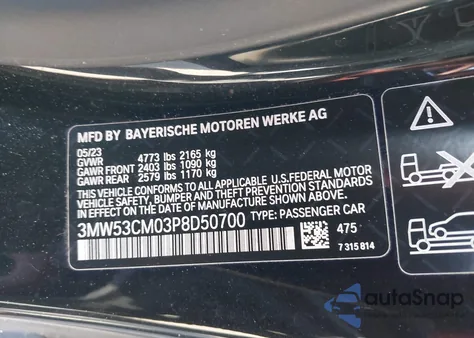 MFD BY BAYERISCHE MOTOREN WERKE AG
05/23
GVWR 4773 lbs 2165 kg
GAWR FRONT 2403 lbs 1090 kg
GAWR REAR 2579 lbs 1170 kg
THIS VEHICLE CONFORMS TO ALL APPLICABLE U.S.FEDERAL MOTOR
VEHICLE SAFETY, BUMPER, AND THEFT PREVENTION STANDARDS
IN EFFECT ON THE DATE OF MANUFACTURE SHOWN ABOVE.
3MW53CM03P8D50700 TYPE: PASSENGER CAR
475
7 315 814
autoSnap